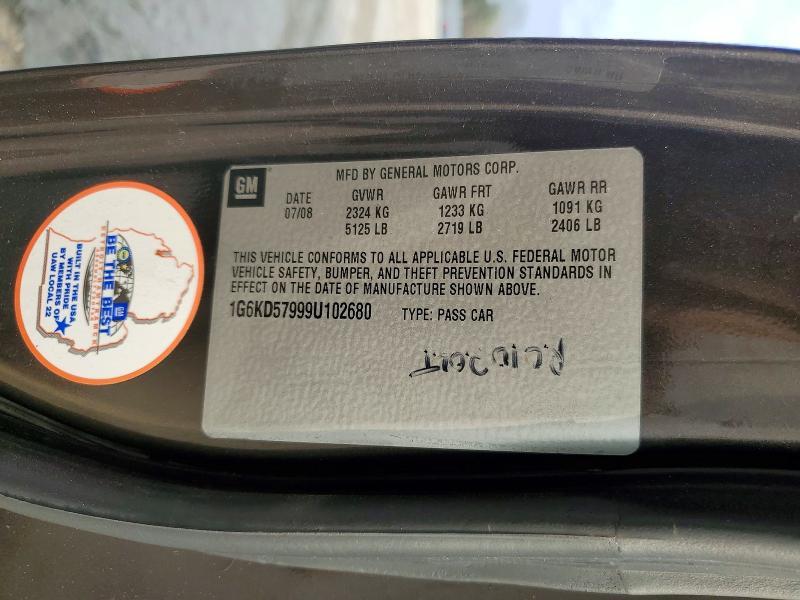 GM
MFD BY GENERAL MOTORS CORP.
DATE GVWR GAWR FRT GAWR RR
07/08 2324 KG 1233 KG 1091 KG
5125 LB 2719 LB 2406 LB
THIS VEHICLE CONFORMS TO ALL APPLICABLE U.S. FEDERAL MOTOR
VEHICLE SAFETY, BUMPER, AND THEFT PREVENTION STANDARDS IN
EFFECT ON THE DATE OF MANUFACTURE SHOWN ABOVE.
1G6KD57999U102680 TYPE: PASS CAR
BE THE BEST
GM
BUILT IN THE USA
WITH PRIDE
BY MEMBERS OF
UAW LOCAL 22